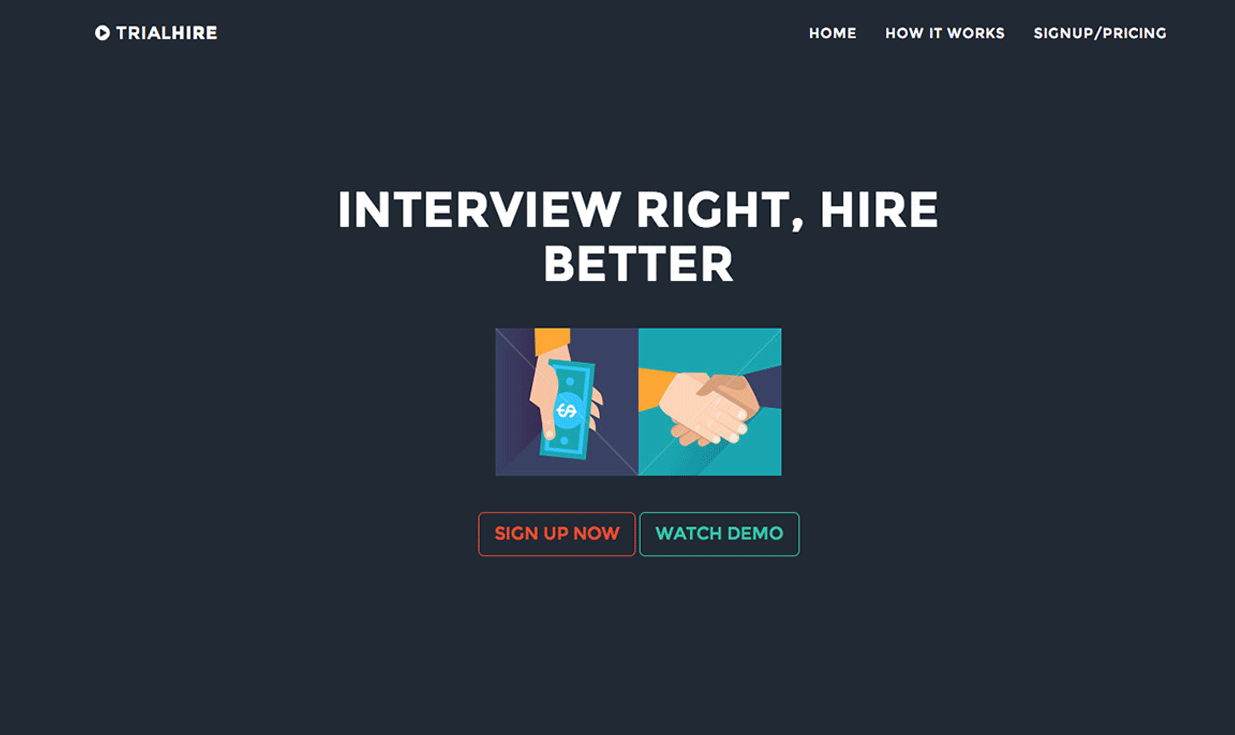 TRIALHIRE
HOME HOW IT WORKS SIGNUP/PRICING
INTERVIEW RIGHT, HIRE
BETTER
$
SIGN UP NOW WATCH DEMO